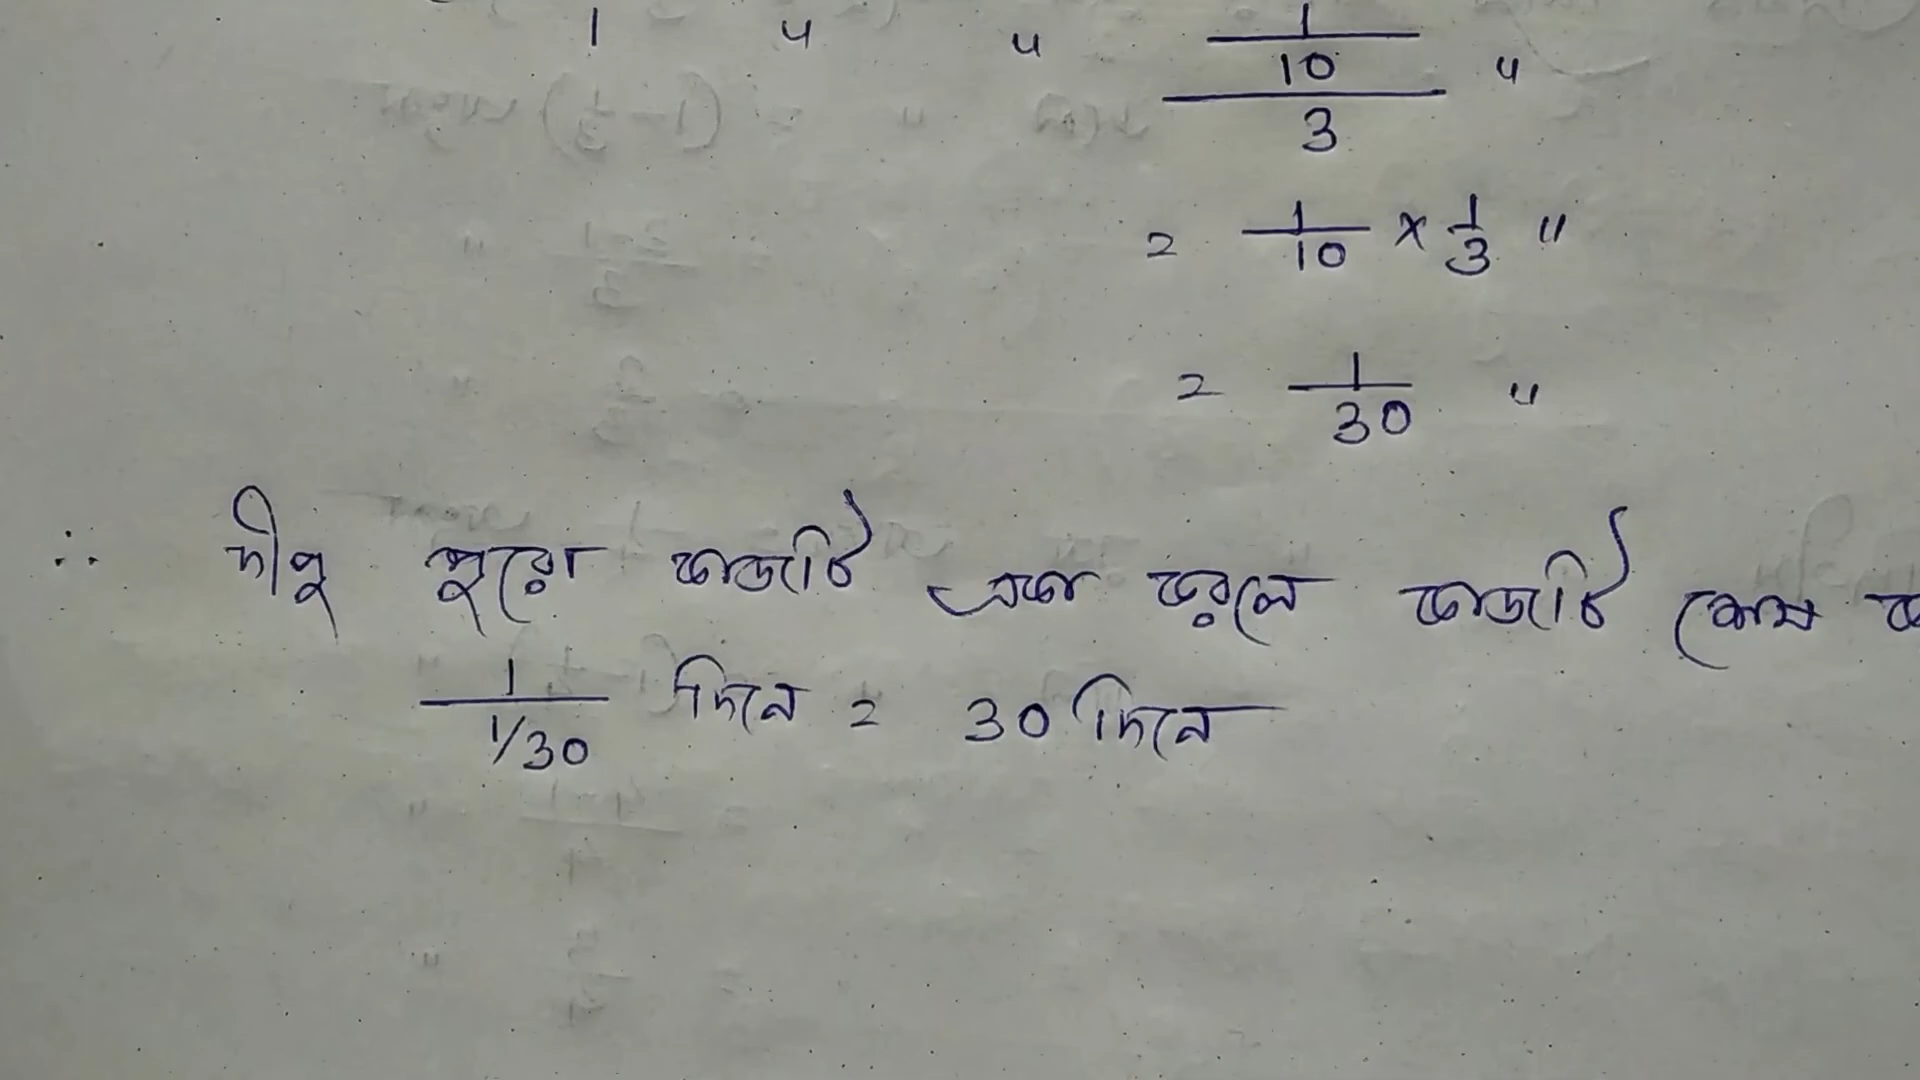 1 " " 1/10/3 "
= 1/10 × 1/3 "
= 1/30 "
∴ দীপু পুরো কাজটি একা করলে কাজটি শেষ
1/1/30 দিনে = 30 দিনে